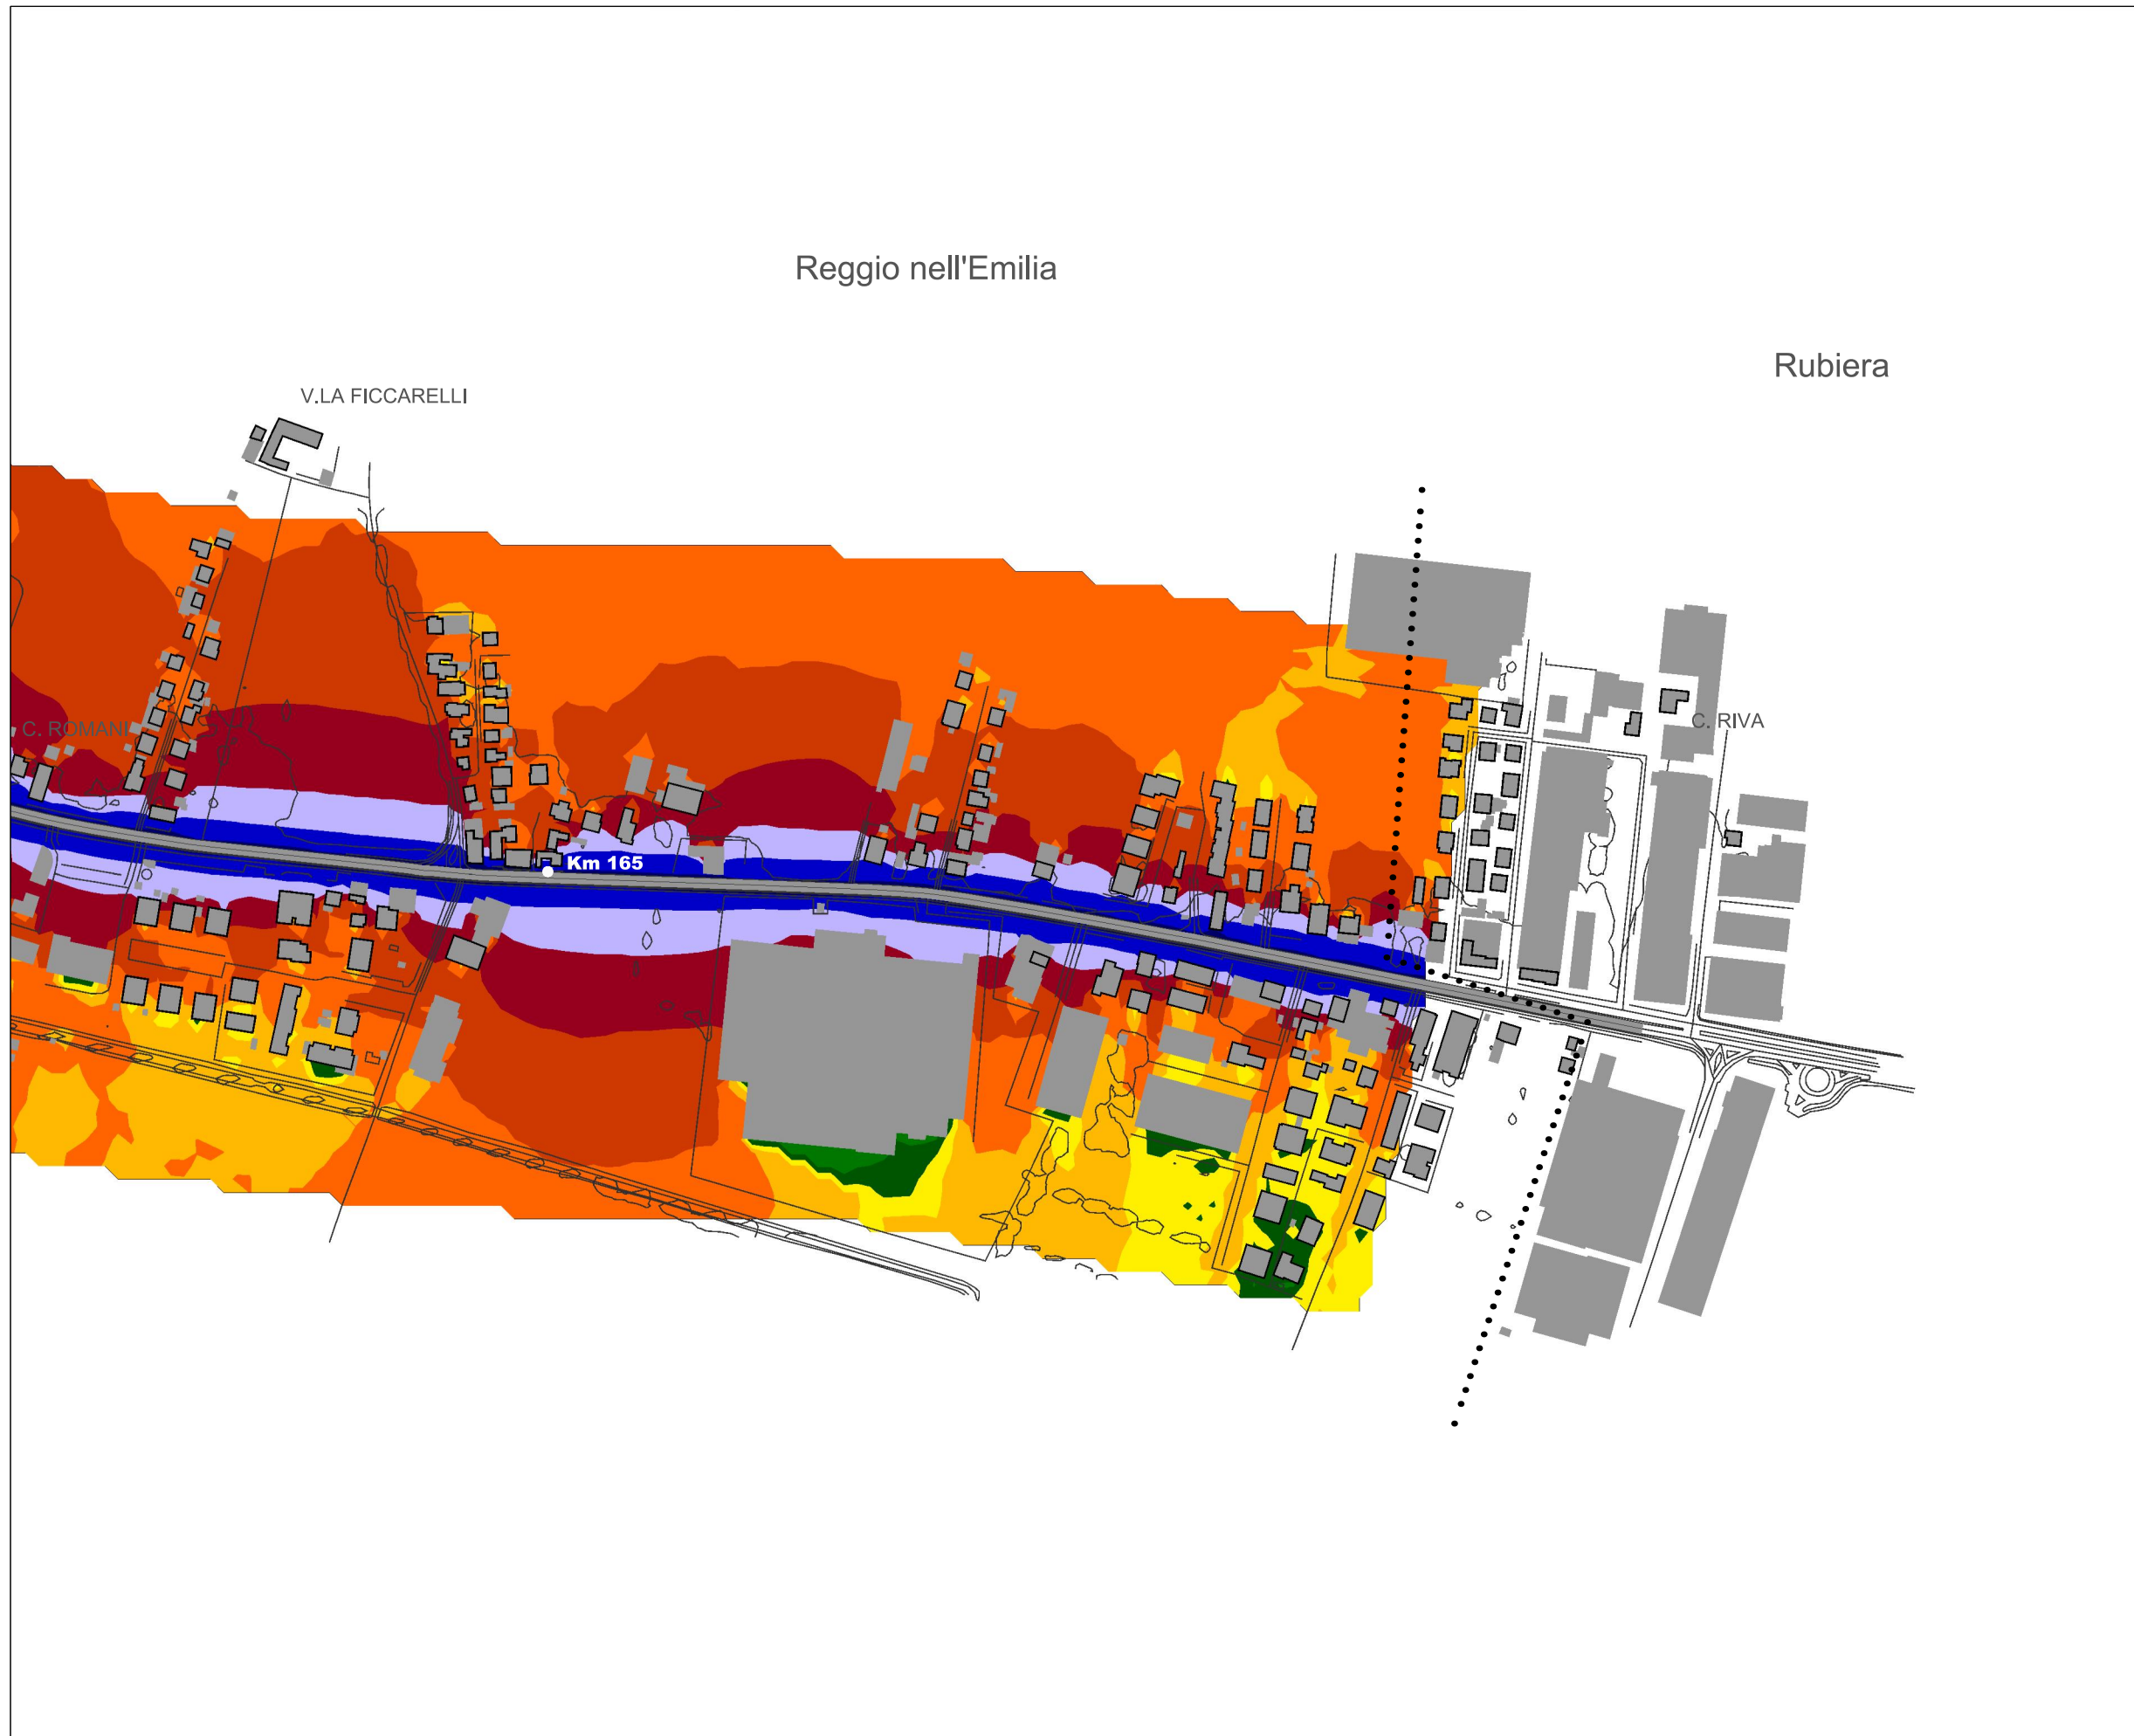 Reggio nell'Emilia
Rubiera
V.LA FICCARELLI
C. ROMANI
C. RIVA
Km 165